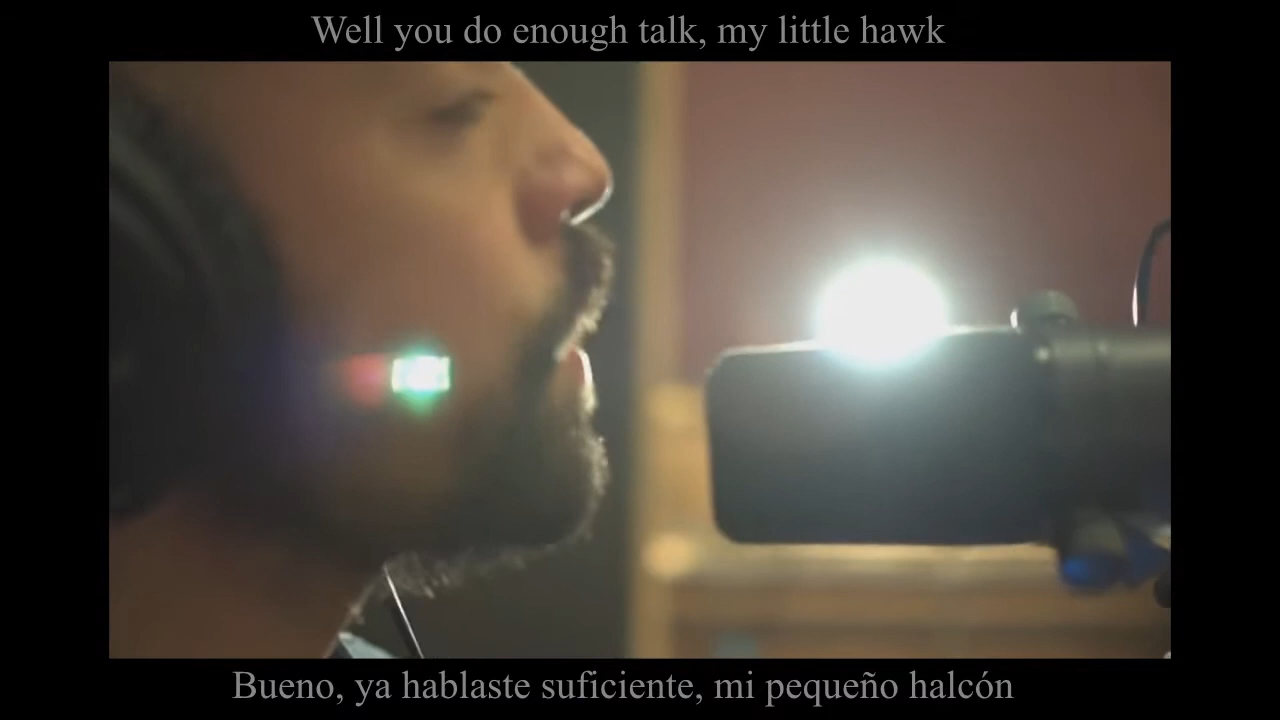 Well you do enough talk, my little hawk
Bueno, ya hablaste suficiente, mi pequeño halcón